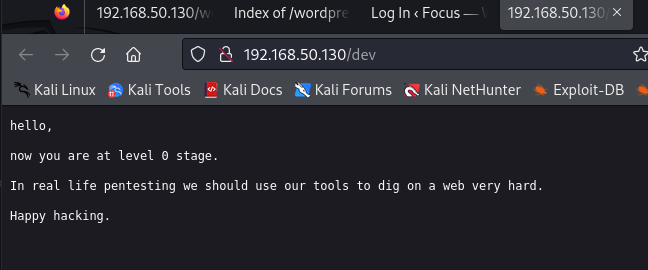 192.168.50.130/w
Index of /wordpre
Log In ‹ Focus — W
192.168.50.130/
192.168.50.130/dev
Kali Linux
Kali Tools
Kali Docs
Kali Forums
Kali NetHunter
Exploit-DB
hello,
now you are at level 0 stage.
In real life pentesting we should use our tools to dig on a web very hard.
Happy hacking.